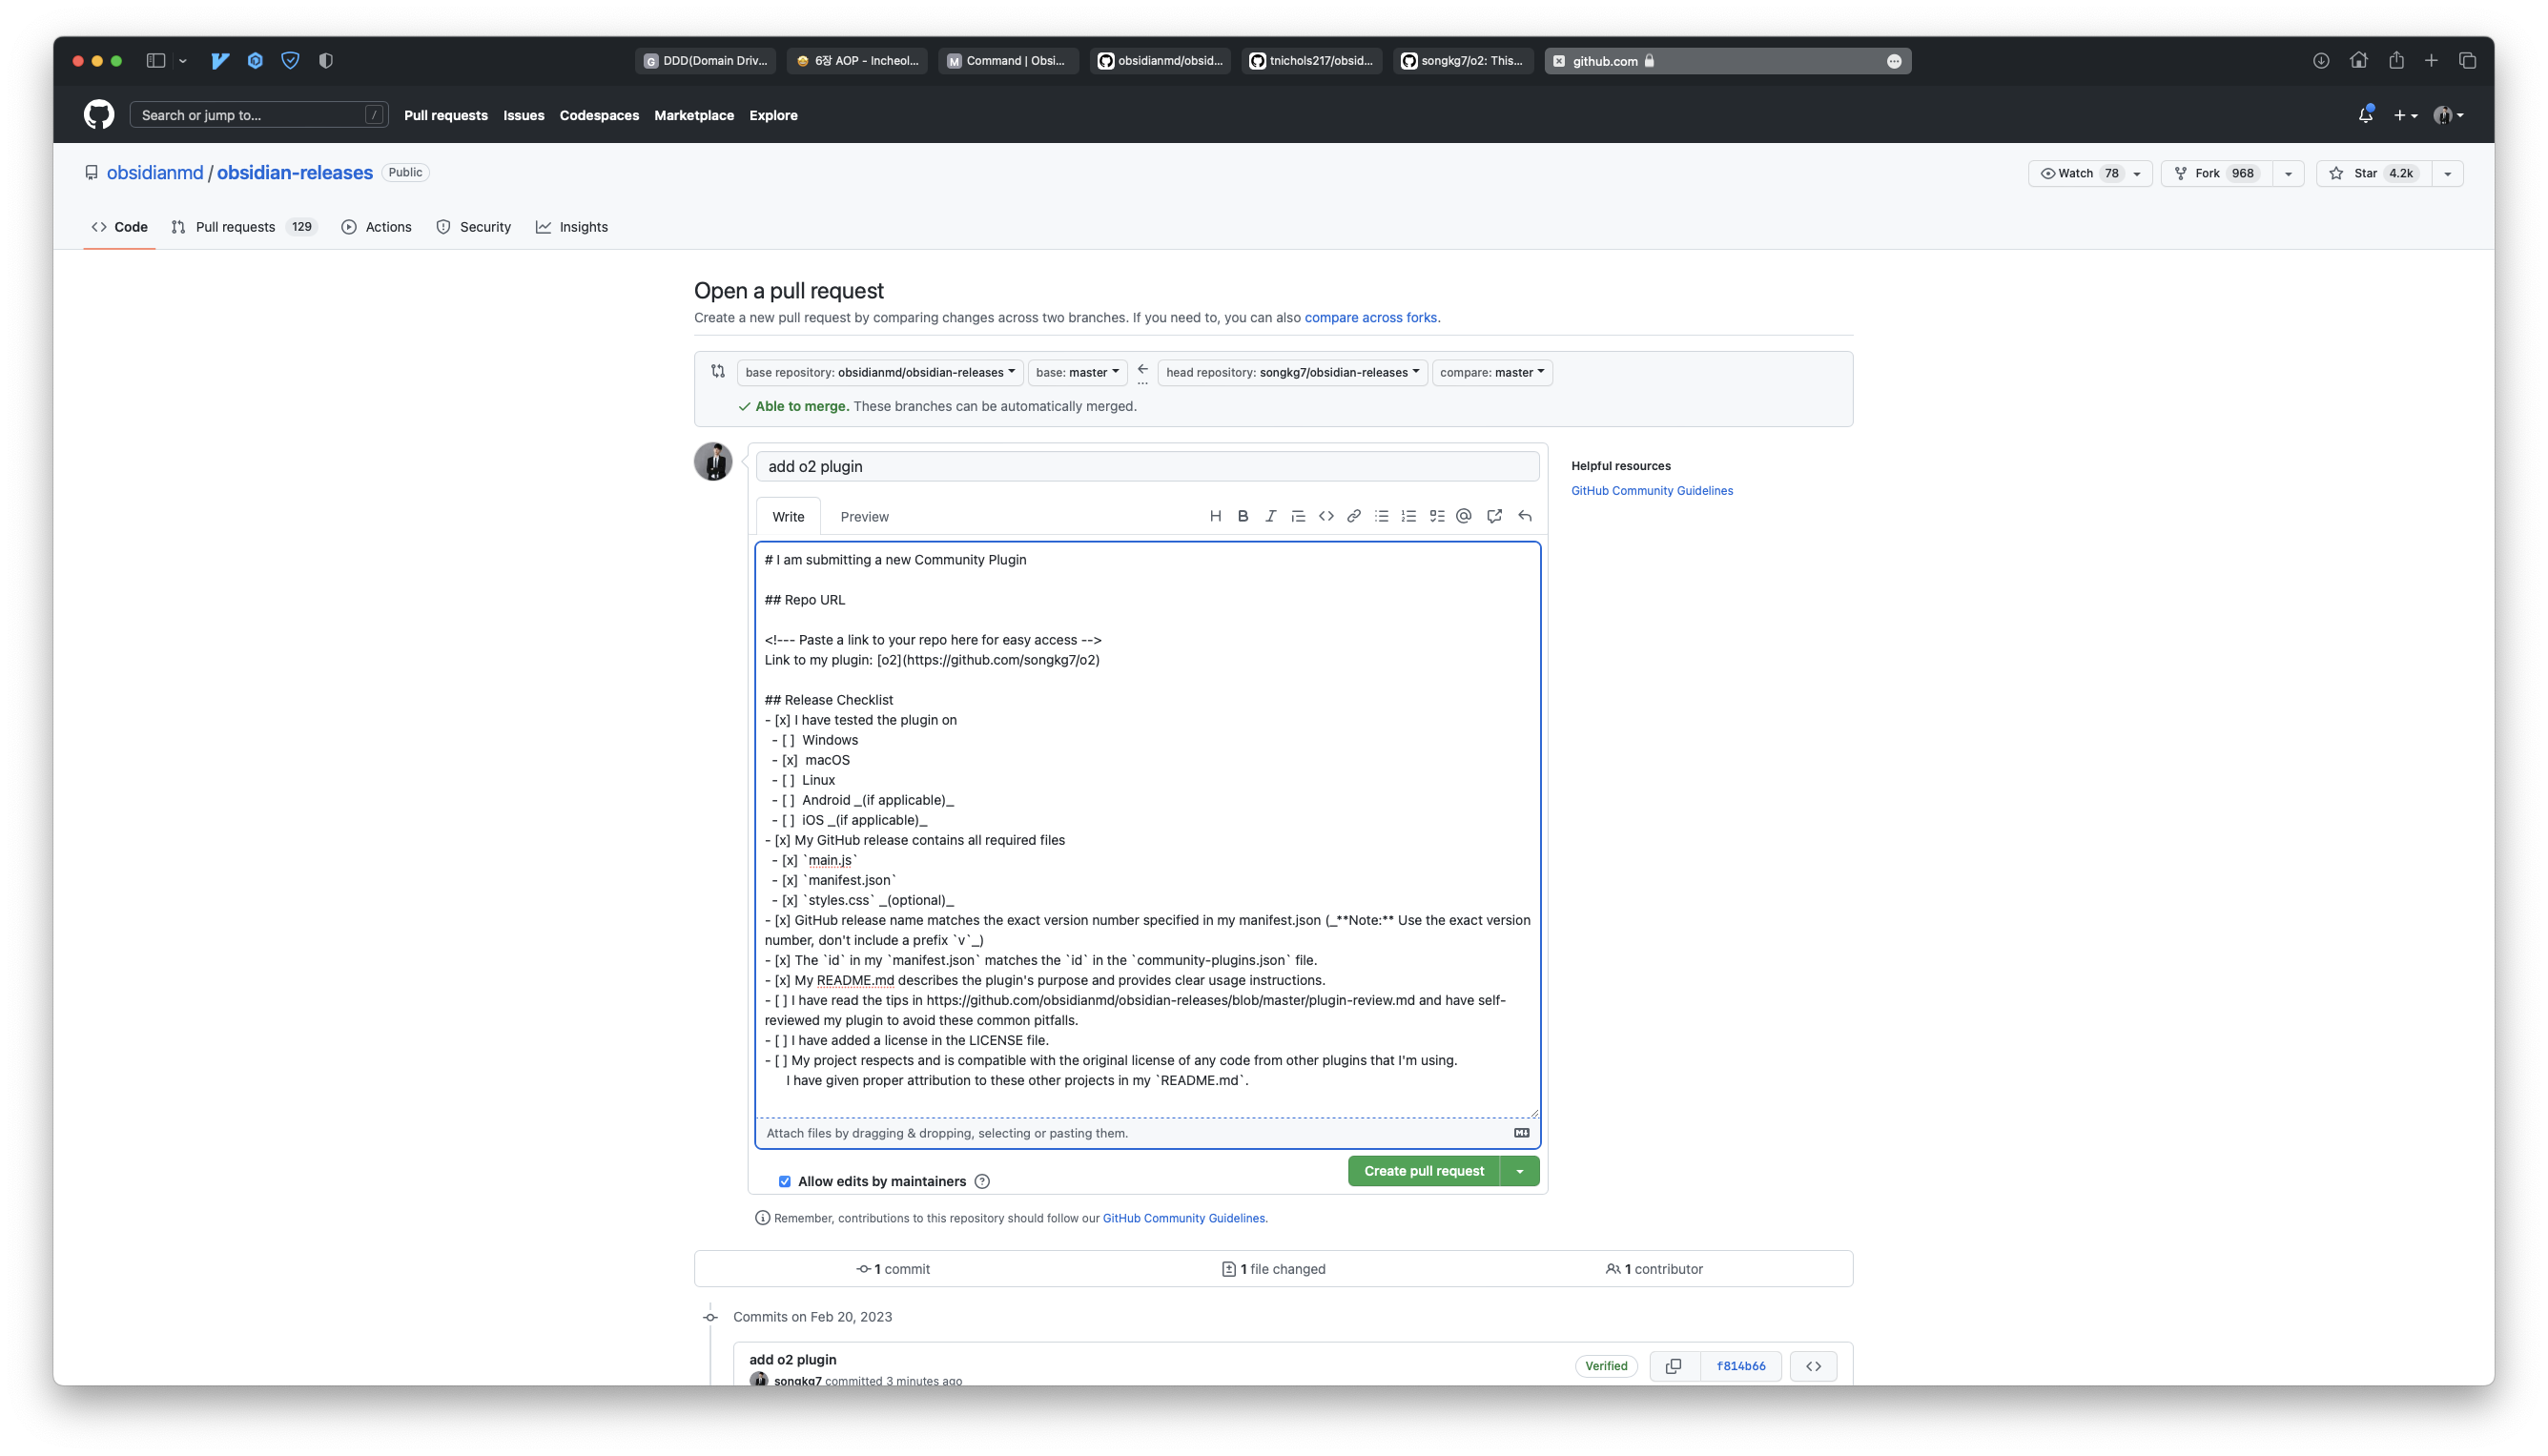 DDD(Domain Driv...
6장 AOP - Incheol...
Command | Obsi...
obsidianmd/obsid...
tnichols217/obsid...
songkg7/o2: This...
github.com
Search or jump to... /
Pull requests Issues Codespaces Marketplace Explore
obsidianmd / obsidian-releases Public
Watch 78 Fork 968 Star 4.2k
Code Pull requests 129 Actions Security Insights
Open a pull request
Create a new pull request by comparing changes across two branches. If you need to, you can also compare across forks.
base repository: obsidianmd/obsidian-releases base: master head repository: songkg7/obsidian-releases compare: master
Able to merge. These branches can be automatically merged.
add o2 plugin
Helpful resources
GitHub Community Guidelines
Write Preview
# I am submitting a new Community Plugin
## Repo URL
<!--- Paste a link to your repo here for easy access -->
Link to my plugin: [o2](https://github.com/songkg7/o2)
## Release Checklist
- [x] I have tested the plugin on
- [ ] Windows
- [x] macOS
- [ ] Linux
- [ ] Android _(if applicable)_
- [ ] iOS _(if applicable)_
- [x] My GitHub release contains all required files
- [x] `main.js`
- [x] `manifest.json`
- [x] `styles.css` _(optional)_
- [x] GitHub release name matches the exact version number specified in my manifest.json (_**Note:** Use the exact version
number, don't include a prefix `v`_)
- [x] The `id` in my `manifest.json` matches the `id` in the `community-plugins.json` file.
- [x] My README.md describes the plugin's purpose and provides clear usage instructions.
- [ ] I have read the tips in https://github.com/obsidianmd/obsidian-releases/blob/master/plugin-review.md and have self-
reviewed my plugin to avoid these common pitfalls.
- [ ] I have added a license in the LICENSE file.
- [ ] My project respects and is compatible with the original license of any code from other plugins that I'm using.
I have given proper attribution to these other projects in my `README.md`.
Attach files by dragging & dropping, selecting or pasting them.
Allow edits by maintainers
Create pull request
Remember, contributions to this repository should follow our GitHub Community Guidelines.
1 commit 1 file changed 1 contributor
Commits on Feb 20, 2023
add o2 plugin
songkg7 committed 3 minutes ago
Verified f814b66